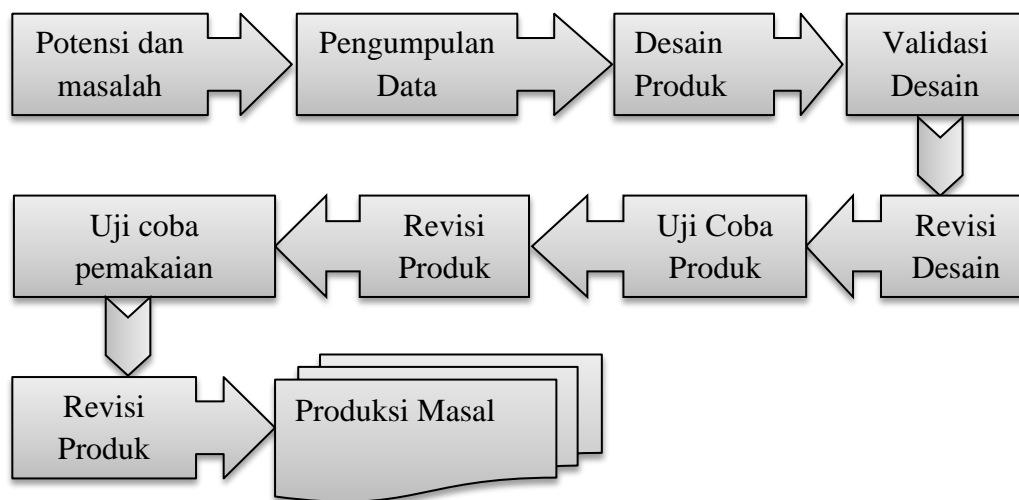 Potensi dan
masalah
Pengumpulan
Data
Desain
Produk
Validasi
Desain
Revisi
Desain
Uji Coba
Produk
Revisi
Produk
Uji coba
pemakaian
Revisi
Produk
Produksi Masal